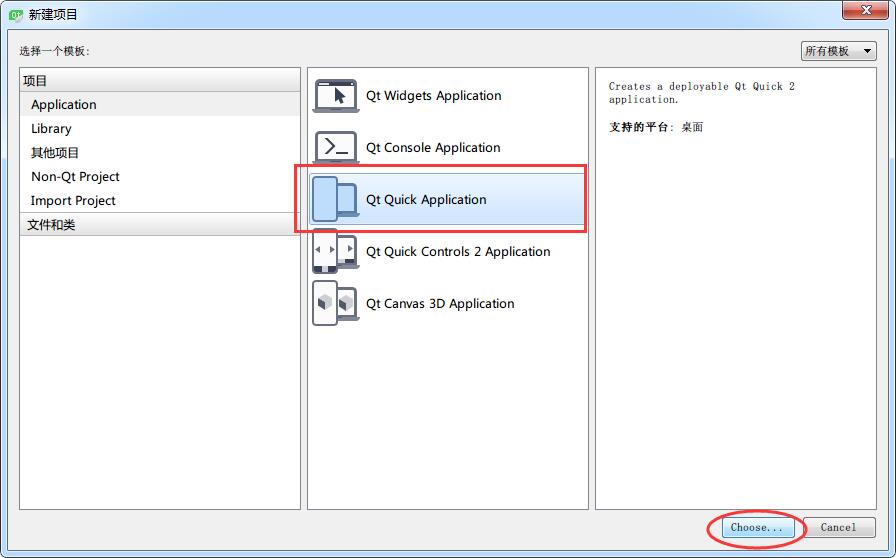 新建项目
选择一个模板:
所有模板
项目
Application
Library
其他项目
Non-Qt Project
Import Project
文件和类
Qt Widgets Application
Qt Console Application
Qt Quick Application
Qt Quick Controls 2 Application
Qt Canvas 3D Application
Creates a deployable Qt Quick 2
application.
支持的平台: 桌面
Choose...
Cancel